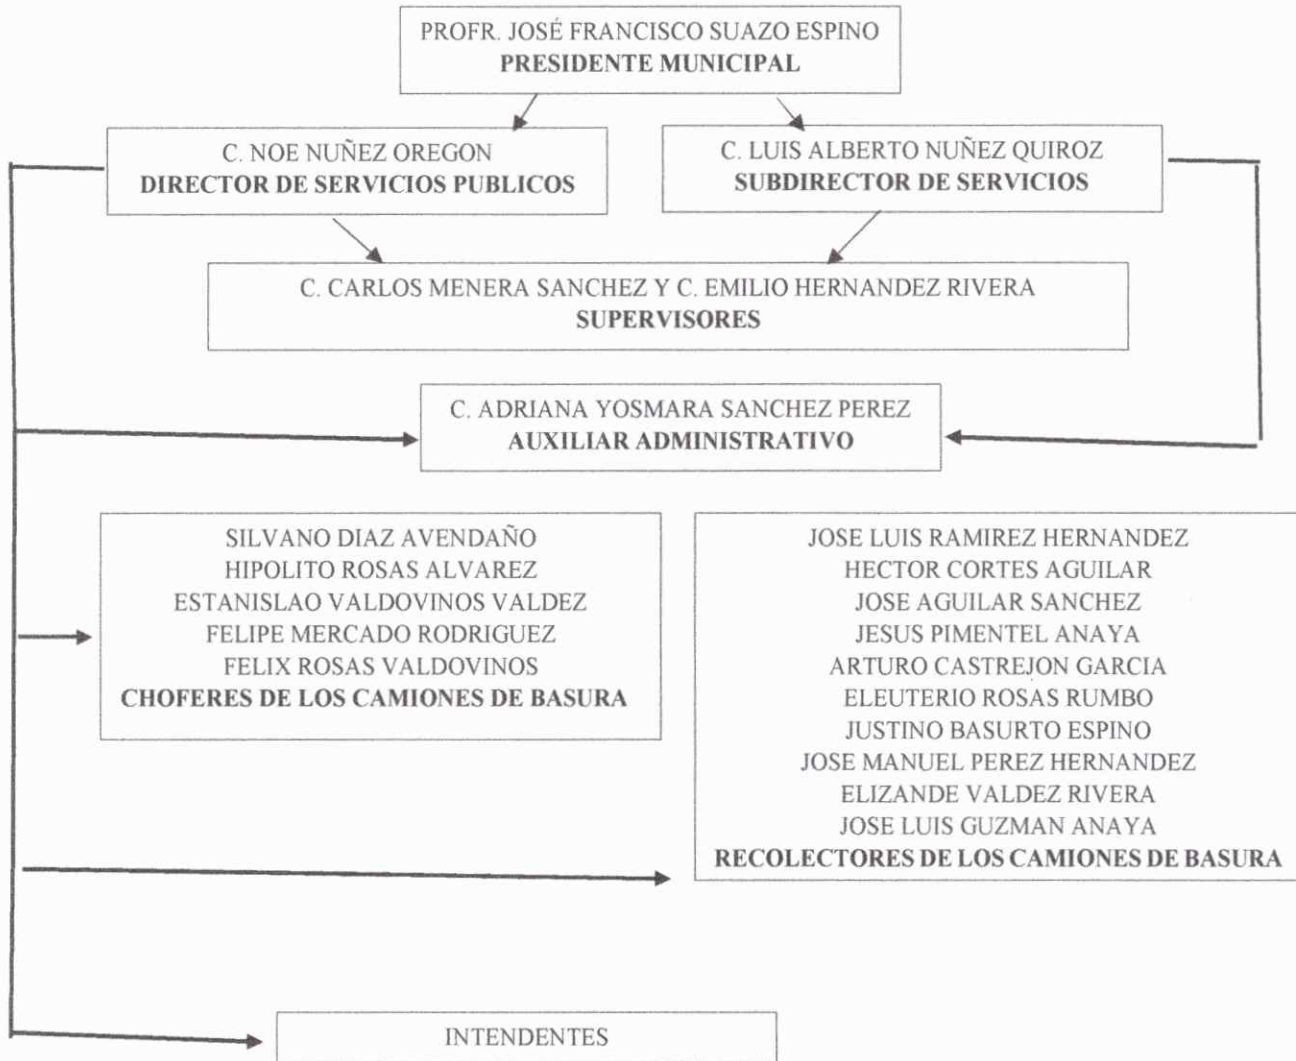 PROFR. JOSÉ FRANCISCO SUAZO ESPINO
PRESIDENTE MUNICIPAL
C. NOE NUÑEZ OREGON
DIRECTOR DE SERVICIOS PUBLICOS
C. LUIS ALBERTO NUÑEZ QUIROZ
SUBDIRECTOR DE SERVICIOS
C. CARLOS MENERA SANCHEZ Y C. EMILIO HERNANDEZ RIVERA
SUPERVISORES
C. ADRIANA YOSMARA SANCHEZ PEREZ
AUXILIAR ADMINISTRATIVO
SILVANO DIAZ AVENDAÑO
HIPOLITO ROSAS ALVAREZ
ESTANISLAO VALDOVINOS VALDEZ
FELIPE MERCADO RODRIGUEZ
FELIX ROSAS VALDOVINOS
CHOFERES DE LOS CAMIONES DE BASURA
JOSE LUIS RAMIREZ HERNANDEZ
HECTOR CORTES AGUILAR
JOSE AGUILAR SANCHEZ
JESUS PIMENTEL ANAYA
ARTURO CASTREJON GARCIA
ELEUTERIO ROSAS RUMBO
JUSTINO BASURTO ESPINO
JOSE MANUEL PEREZ HERNANDEZ
ELIZANDE VALDEZ RIVERA
JOSE LUIS GUZMAN ANAYA
RECOLECTORES DE LOS CAMIONES DE BASURA
INTENDENTES